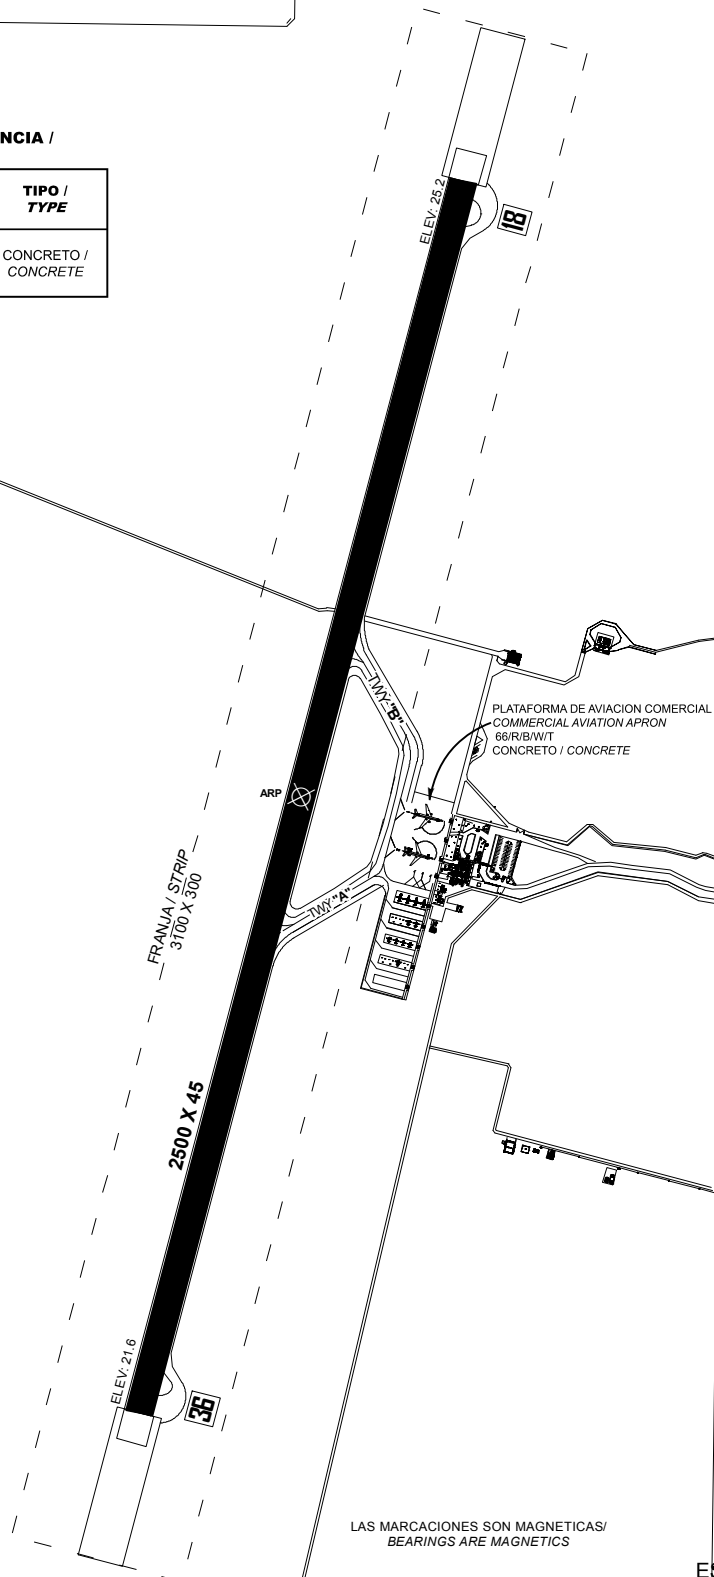 NCIA /
TIPO /
TYPE
CONCRETO /
CONCRETE
ELEV: 25.2
18
PLATAFORMA DE AVIACION COMERCIAL
COMMERCIAL AVIATION APRON
66/R/B/W/T
CONCRETO / CONCRETE
TWY "B"
ARP
FRANJA / STRIP
3100 X 300
TWY "A"
2500 X 45
ELEV: 21.6
36
LAS MARCACIONES SON MAGNETICAS/
BEARINGS ARE MAGNETICS